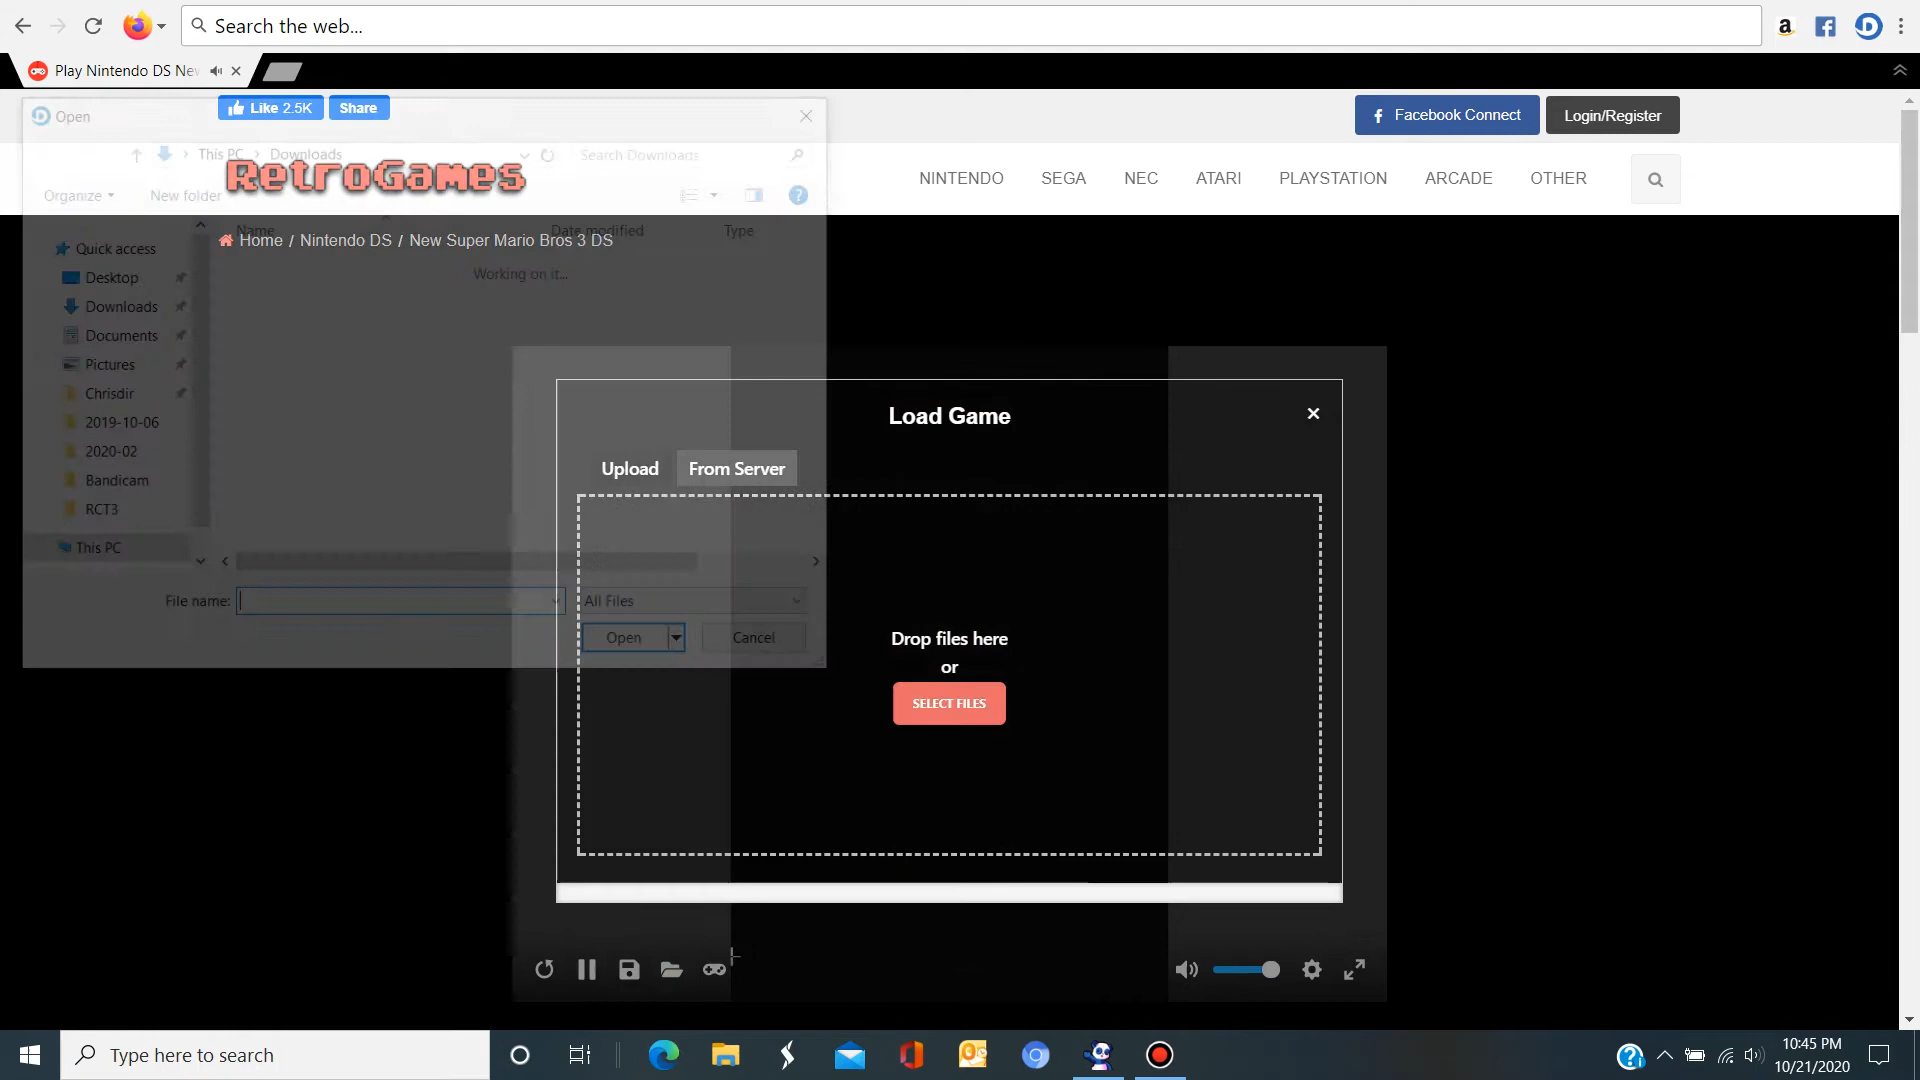 Search the web...
Play Nintendo DS Nev
Open
Like 2.5K
Share
Facebook Connect
Login/Register
This PC
Downloads
Search Downloads
RetroGames
NINTENDO
SEGA
NEC
ATARI
PLAYSTATION
ARCADE
OTHER
Organize
New folder
Name
Date modified
Type
Home / Nintendo DS / New Super Mario Bros 3 DS
Working on it...
Quick access
Desktop
Downloads
Documents
Pictures
Chrisdir
2019-10-06
2020-02
Bandicam
RCT3
This PC
File name:
All Files
Open
Cancel
Load Game
Upload
From Server
Drop files here
or
SELECT FILES
Type here to search
10:45 PM
10/21/2020